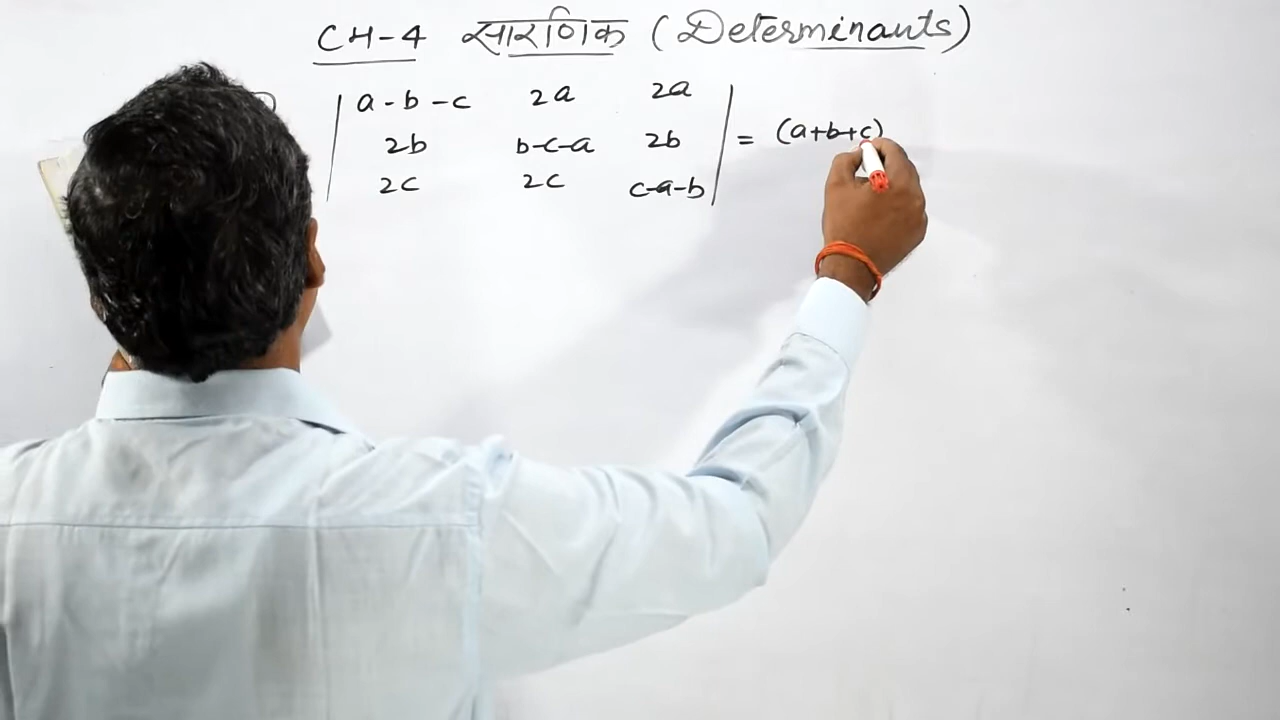 CH-4 सारणिक (Determinants)
| a-b-c 2a 2a |
| 2b b-c-a 2b | = (a+b+c)
| 2c 2c c-a-b |